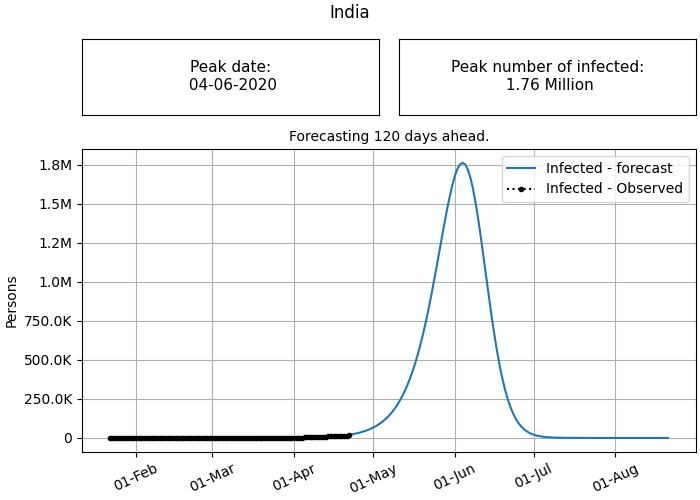 India
Peak date:
04-06-2020
Peak number of infected:
1.76 Million
Forecasting 120 days ahead.
Infected - forecast
Infected - Observed
Persons
1.8M
1.5M
1.2M
1.0M
750.0K
500.0K
250.0K
0
01-Feb
01-Mar
01-Apr
01-May
01-Jun
01-Jul
01-Aug